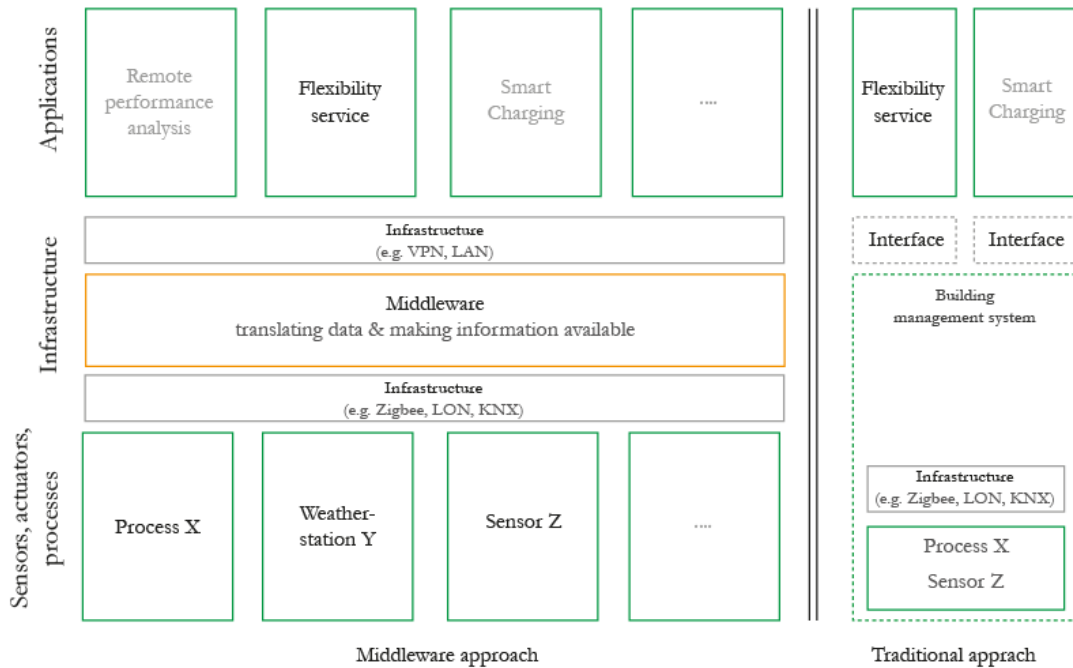 Applications
Remote
performance
analysis
Flexibility
service
Smart
Charging
....
Flexibility
service
Smart
Charging
Infrastructure
Infrastructure
(e.g. VPN, LAN)
Middleware
translating data & making information available
Infrastructure
(e.g. Zigbee, LON, KNX)
Interface
Interface
Building
management system
Infrastructure
(e.g. Zigbee, LON, KNX)
Process X
Sensor Z
Sensors, actuators,
processes
Process X
Weather-
station Y
Sensor Z
....
Middleware approach
Traditional apprach